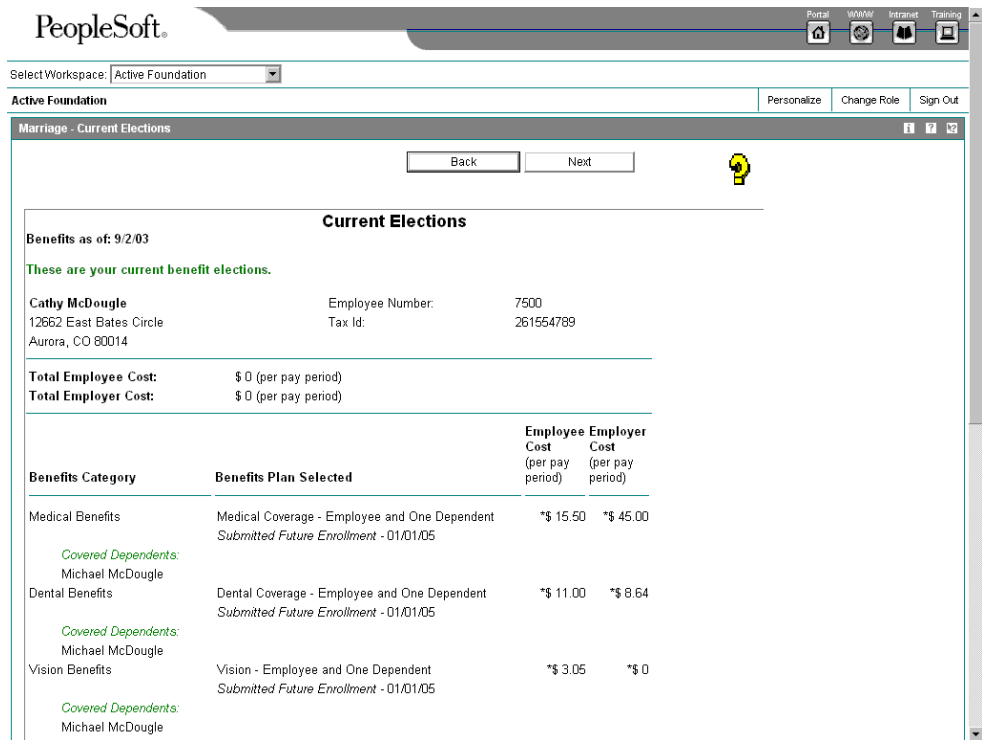 PeopleSoft.
Portal WWW Intranet Training
Select Workspace: Active Foundation
Active Foundation Personalize Change Role Sign Out
Marriage - Current Elections
Back Next
Current Elections
Benefits as of: 9/2/03
These are your current benefit elections.
Cathy McDougle Employee Number: 7500
12662 East Bates Circle Tax Id: 261554789
Aurora, CO 80014
Total Employee Cost: $ 0 (per pay period)
Total Employer Cost: $ 0 (per pay period)
Employee Employer
Cost Cost
(per pay (per pay
Benefits Category Benefits Plan Selected period) period)
Medical Benefits Medical Coverage - Employee and One Dependent *$ 15.50 *$ 45.00
Submitted Future Enrollment - 01/01/05
Covered Dependents:
Michael McDougle
Dental Benefits Dental Coverage - Employee and One Dependent *$ 11.00 *$ 8.64
Submitted Future Enrollment - 01/01/05
Covered Dependents:
Michael McDougle
Vision Benefits Vision - Employee and One Dependent *$ 3.05 *$ 0
Submitted Future Enrollment - 01/01/05
Covered Dependents:
Michael McDougle